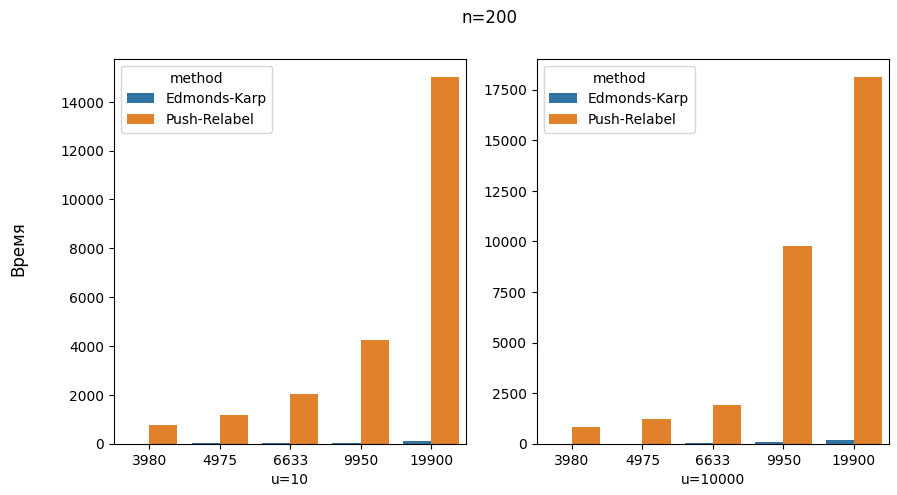 n=200
Время
method
Edmonds-Karp
Push-Relabel
14000
12000
10000
8000
6000
4000
2000
0
3980 4975 6633 9950 19900
u=10
method
Edmonds-Karp
Push-Relabel
17500
15000
12500
10000
7500
5000
2500
0
3980 4975 6633 9950 19900
u=10000